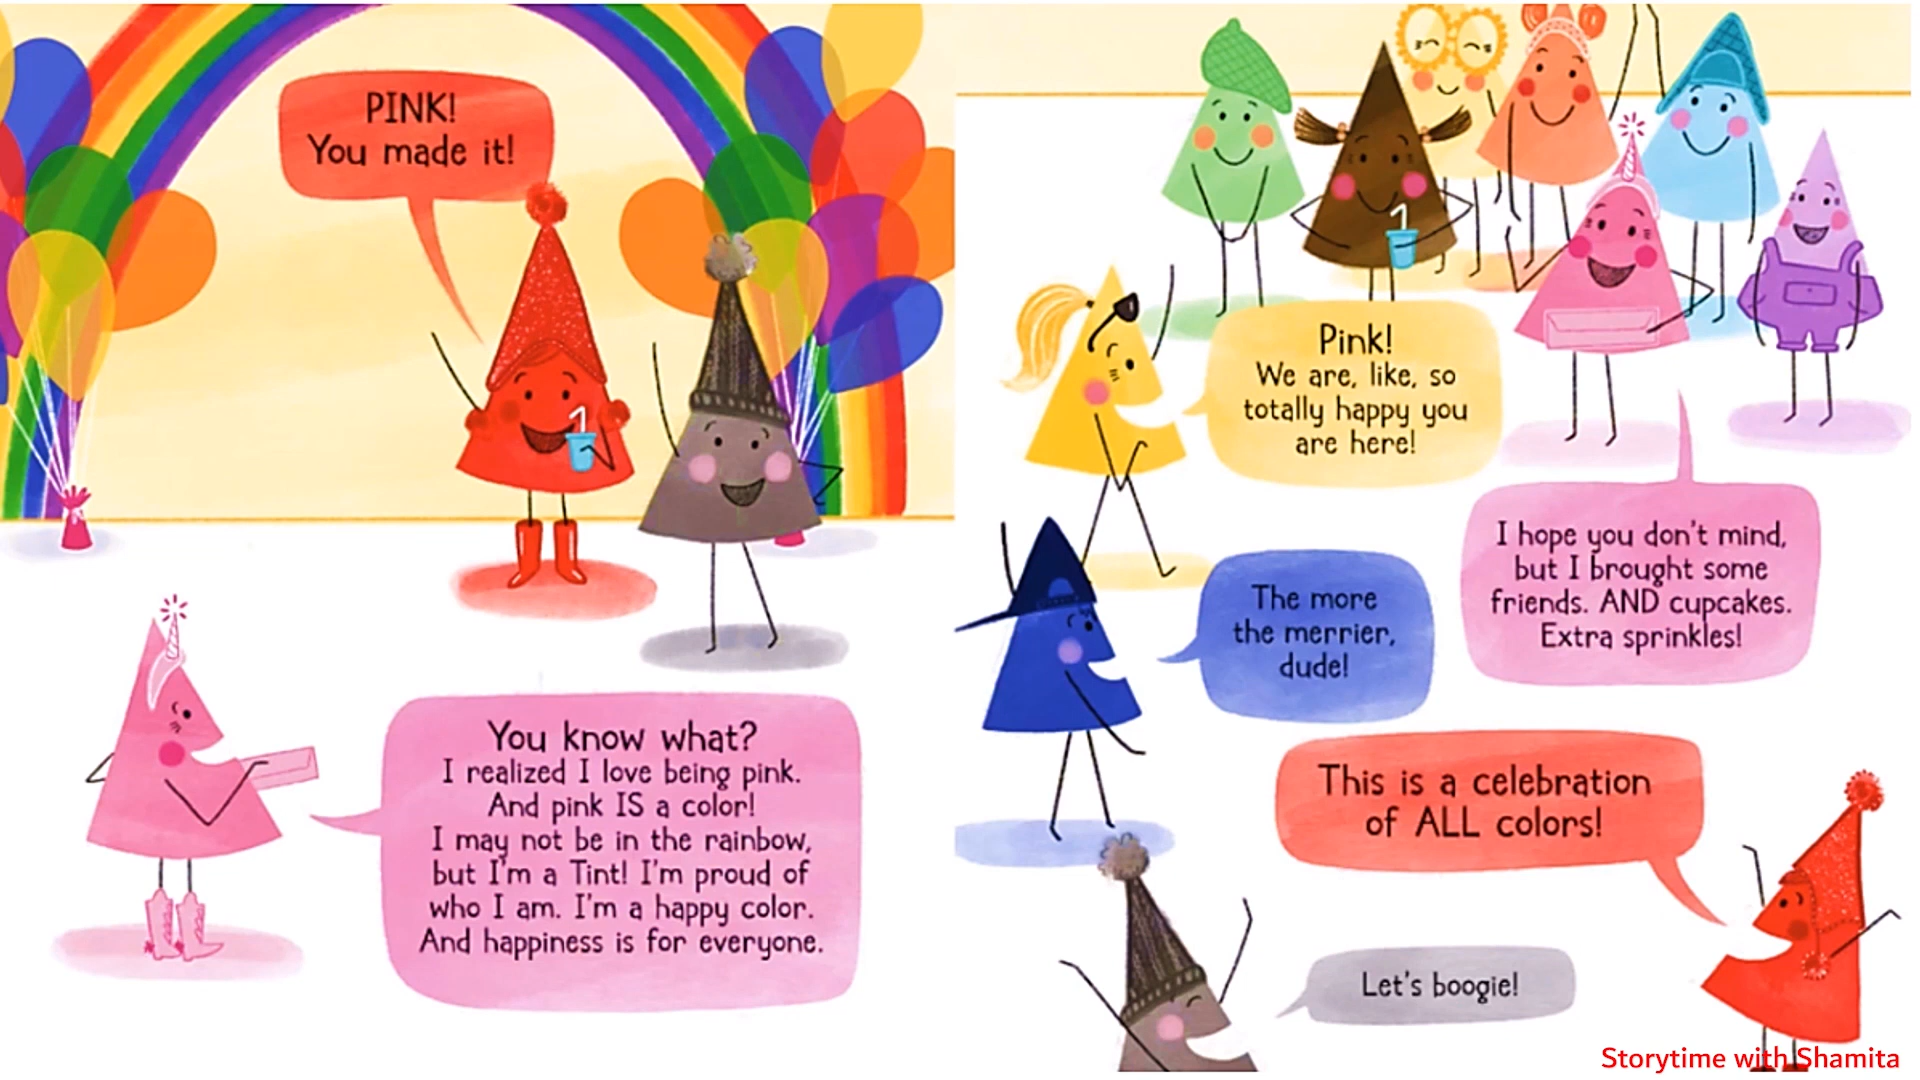 PINK!
You made it!
You know what?
I realized I love being pink.
And pink IS a color!
I may not be in the rainbow,
but I'm a Tint! I'm proud of
who I am. I'm a happy color.
And happiness is for everyone.
Pink!
We are, like, so
totally happy you
are here!
I hope you don't mind,
but I brought some
friends. AND cupcakes.
Extra sprinkles!
The more
the merrier,
dude!
This is a celebration
of ALL colors!
Let's boogie!
Storytime with Shamita